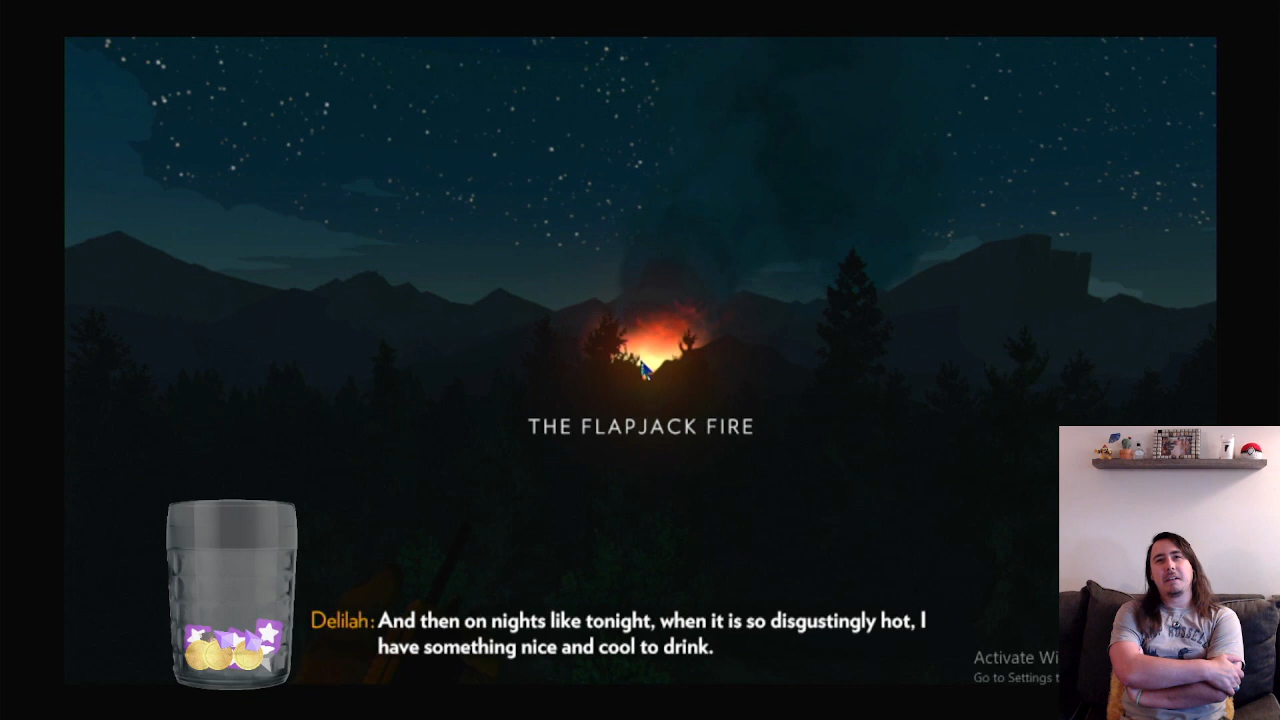 THE FLAPJACK FIRE
Delilah: And then on nights like tonight, when it is so disgustingly hot, I
have something nice and cool to drink.
Activate Wi
Go to Settings t